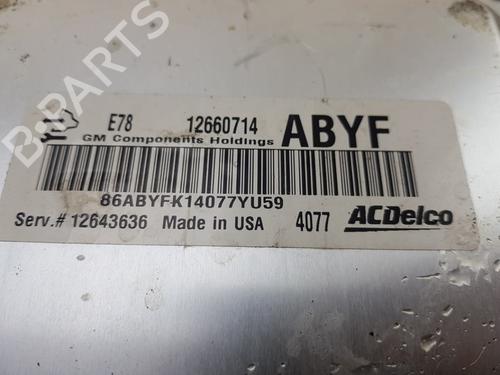 E78 12660714 ABYF
GM Components Holdings
86ABYFK14077YU59
Serv.# 12643636 Made in USA 4077 ACDelco
B-PARTS